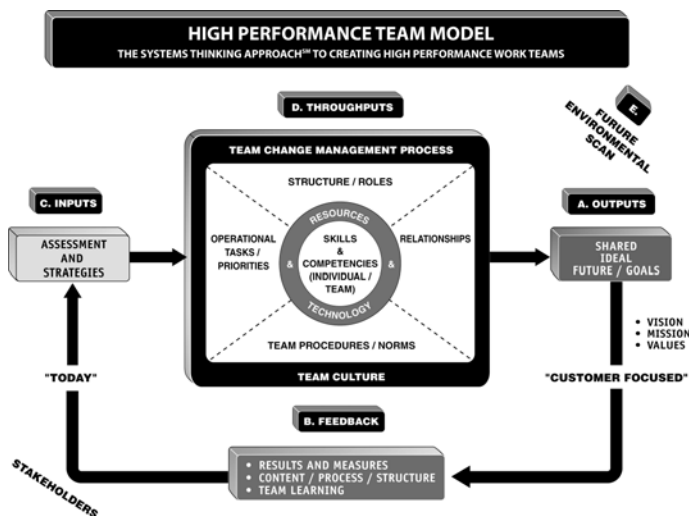 HIGH PERFORMANCE TEAM MODEL
THE SYSTEMS THINKING APPROACH℠ TO CREATING HIGH PERFORMANCE WORK TEAMS
D. THROUGHPUTS
E.
FURURE
ENVIRONMENTAL
SCAN
TEAM CHANGE MANAGEMENT PROCESS
STRUCTURE / ROLES
C. INPUTS
A. OUTPUTS
ASSESSMENT
AND
STRATEGIES
OPERATIONAL
TASKS /
PRIORITIES
RESOURCES
&
SKILLS
&
COMPETENCIES
(INDIVIDUAL /
TEAM)
&
TECHNOLOGY
RELATIONSHIPS
SHARED
IDEAL
FUTURE / GOALS
TEAM PROCEDURES / NORMS
TEAM CULTURE
• VISION
• MISSION
• VALUES
"TODAY"
"CUSTOMER FOCUSED"
B. FEEDBACK
• RESULTS AND MEASURES
• CONTENT / PROCESS / STRUCTURE
• TEAM LEARNING
STAKEHOLDERS